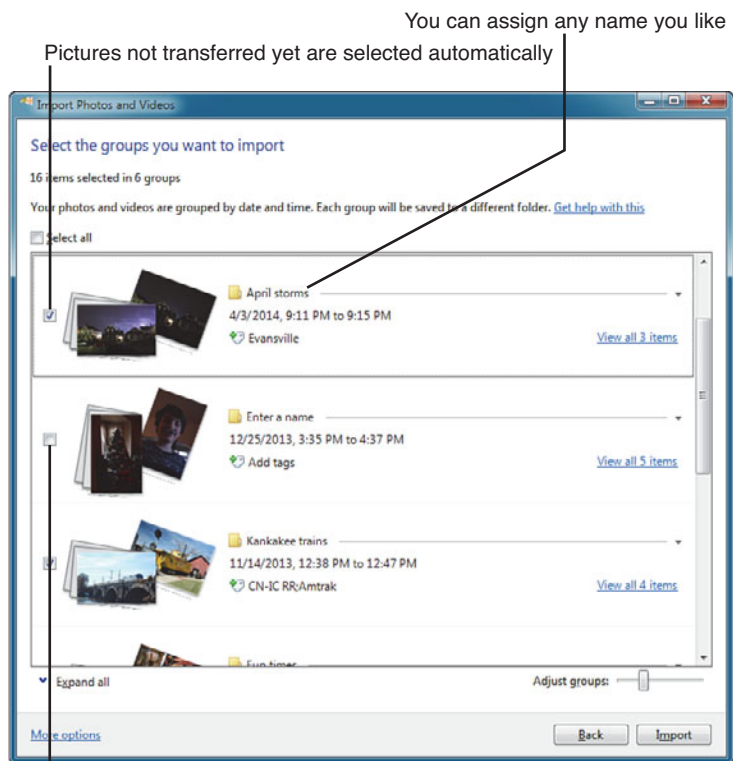 You can assign any name you like
Pictures not transferred yet are selected automatically
Import Photos and Videos
Select the groups you want to import
16 items selected in 6 groups
Your photos and videos are grouped by date and time. Each group will be saved to a different folder. Get help with this
Select all
April storms
4/3/2014, 9:11 PM to 9:15 PM
Evansville
View all 3 items
Enter a name
12/25/2013, 3:35 PM to 4:37 PM
Add tags
View all 5 items
Kankakee trains
11/14/2013, 12:38 PM to 12:47 PM
CN-IC RR;Amtrak
View all 4 items
Fun times
Expand all
Adjust groups:
More options
Back
Import